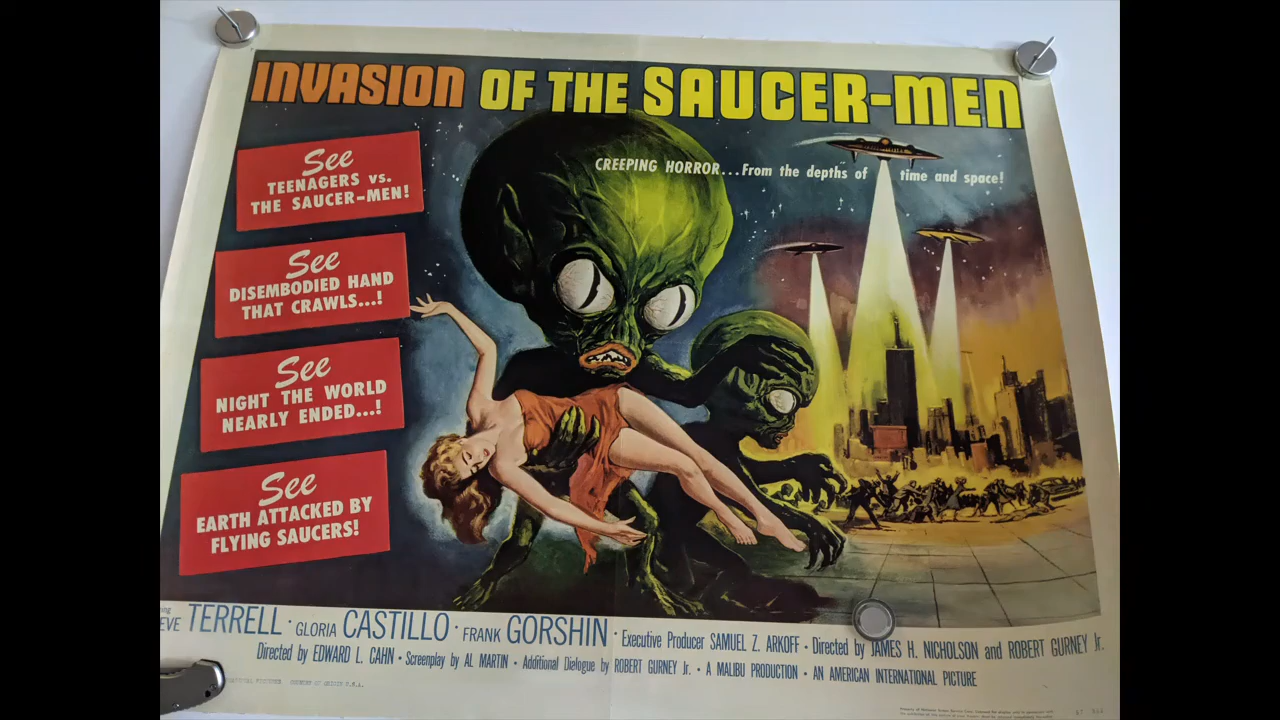 INVASION OF THE SAUCER-MEN
CREEPING HORROR...From the depths of time and space!
See
TEENAGERS vs.
THE SAUCER-MEN!
See
DISEMBODIED HAND
THAT CRAWLS...!
See
NIGHT THE WORLD
NEARLY ENDED...!
See
EARTH ATTACKED BY
FLYING SAUCERS!
TERRELL · GLORIA CASTILLO · FRANK GORSHIN · Executive Producer SAMUEL Z. ARKOFF · Directed by JAMES H. NICHOLSON and ROBERT GURNEY Jr.
Directed by EDWARD L. CAHN · Screenplay by AL MARTIN · Additional Dialogue by ROBERT GURNEY Jr. · A MALIBU PRODUCTION · AN AMERICAN INTERNATIONAL PICTURE